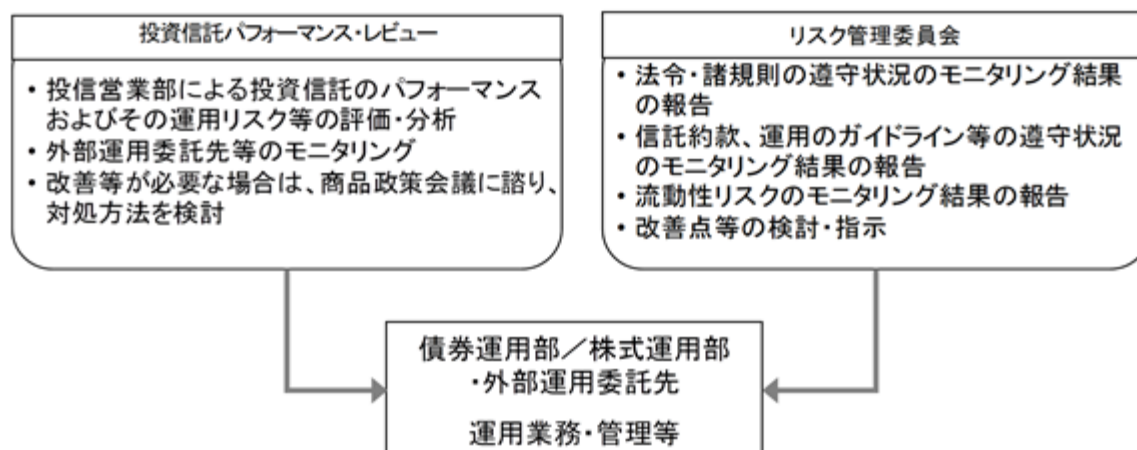 投資信託パフォーマンス・レビュー
・投信営業部による投資信託のパフォーマンス
およびその運用リスク等の評価・分析
・外部運用委託先等のモニタリング
・改善等が必要な場合は、商品政策会議に諮り、
対処方法を検討
リスク管理委員会
・法令・諸規則の遵守状況のモニタリング結果
の報告
・信託約款、運用のガイドライン等の遵守状況
のモニタリング結果の報告
・流動性リスクのモニタリング結果の報告
・改善点等の検討・指示
債券運用部／株式運用部
・外部運用委託先
運用業務・管理等